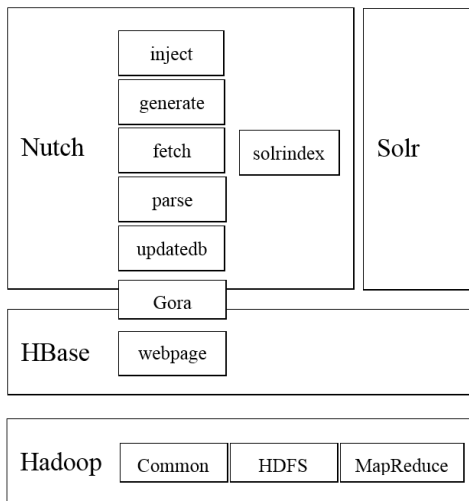 inject
generate
Nutch
fetch
solrindex
Solr
parse
updatedb
Gora
HBase
webpage
Hadoop
Common
HDFS
MapReduce